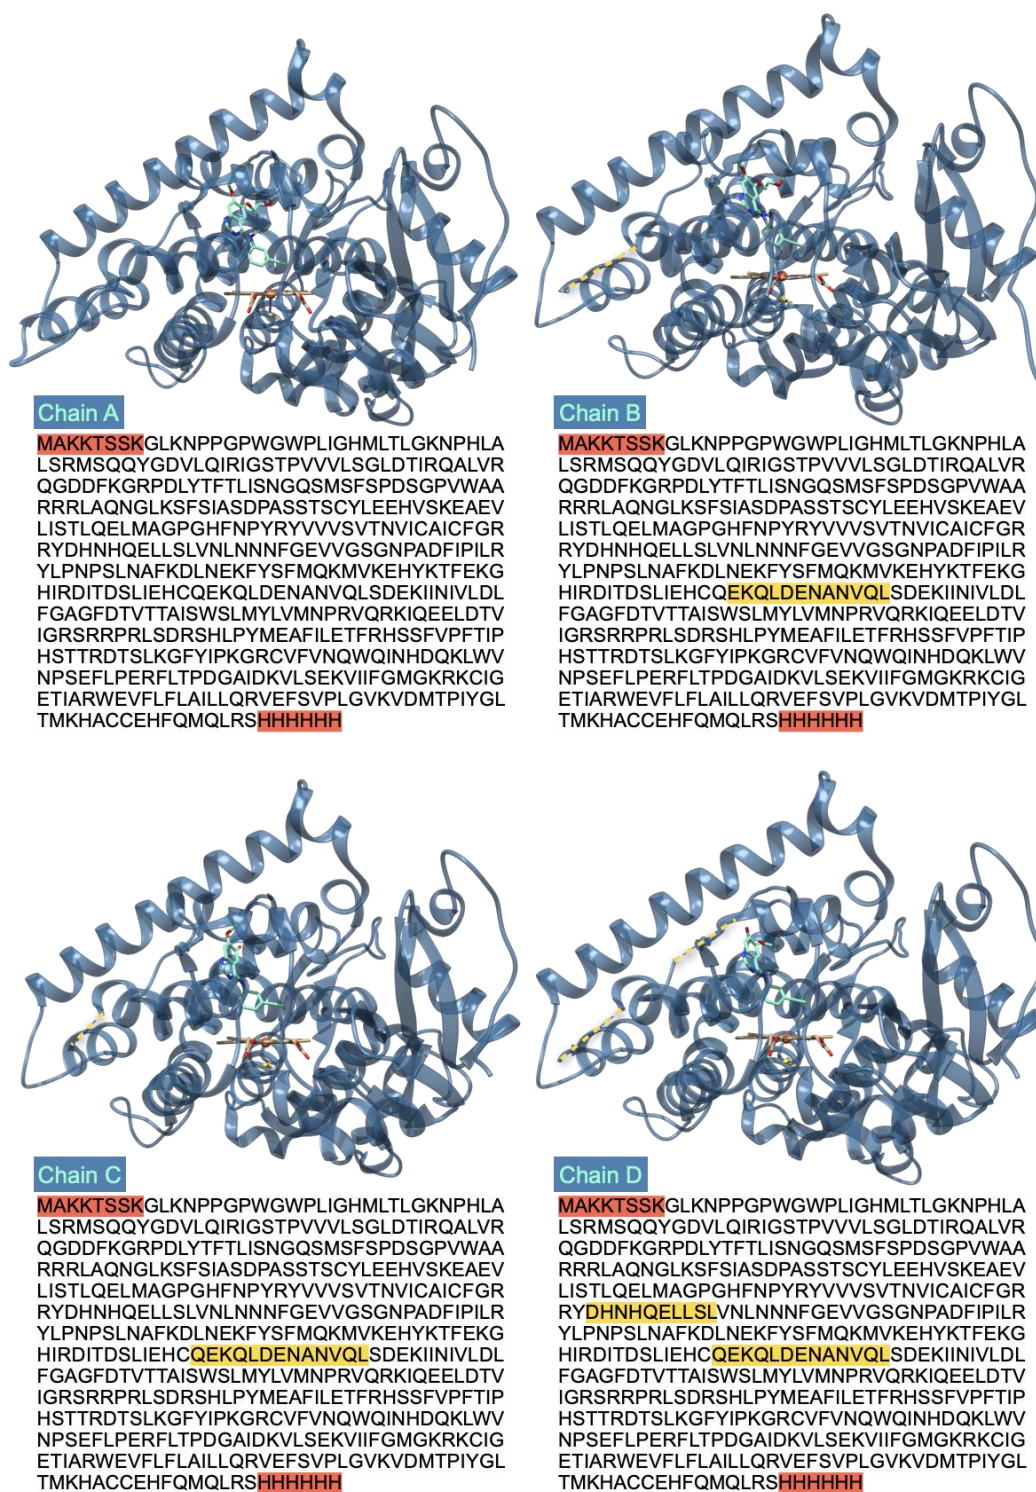 Chain A
MAKKTSSKGLKNPPGPWGWPLIGHMLTLGKNPHLA
LSRMSQQYGDVLQIRIGSTPVVVLSGLDTIRQALVR
QGDDFKGRPDLYTFTLISNGQSMSFSPDSGPVWAA
RRRLAQNGLKSFSIASDPASSTSCYLEEHVSKEAEV
LISTLQELMAGPGHFNPYRYVVVSVTNVICAICFGR
RYDHNHQELLSLVNLNNNFGEVVGSGNPADFIPILR
YLPNPSLNAFKDLNEKFYSFMQKMVKEHYKTFEKG
HIRDITDSLIEHCQEKQLDENANVQLSDEKIINIVLDL
FGAGFDTVTTAISWSLMYLVMNPRVQRKIQEELDTV
IGRSRRPRLSDRSHLPYMEAFILETFRHSSFVPFTIP
HSTTRDTSLKGFYIPKGRCVFVNQWQINHDQKLWV
NPSEFLPERFLTPDGAIDKVLSEKVIIFGMGKRKCIG
ETIARWEVFLFLAILLQRVEFSVPLGVKVDMTPIYGL
TMKHACCEHFQMQLRSHHHHHH
Chain B
MAKKTSSKGLKNPPGPWGWPLIGHMLTLGKNPHLA
LSRMSQQYGDVLQIRIGSTPVVVLSGLDTIRQALVR
QGDDFKGRPDLYTFTLISNGQSMSFSPDSGPVWAA
RRRLAQNGLKSFSIASDPASSTSCYLEEHVSKEAEV
LISTLQELMAGPGHFNPYRYVVVSVTNVICAICFGR
RYDHNHQELLSLVNLNNNFGEVVGSGNPADFIPILR
YLPNPSLNAFKDLNEKFYSFMQKMVKEHYKTFEKG
HIRDITDSLIEHCQEKQLDENANVQLSDEKIINIVLDL
FGAGFDTVTTAISWSLMYLVMNPRVQRKIQEELDTV
IGRSRRPRLSDRSHLPYMEAFILETFRHSSFVPFTIP
HSTTRDTSLKGFYIPKGRCVFVNQWQINHDQKLWV
NPSEFLPERFLTPDGAIDKVLSEKVIIFGMGKRKCIG
ETIARWEVFLFLAILLQRVEFSVPLGVKVDMTPIYGL
TMKHACCEHFQMQLRSHHHHHH
Chain C
MAKKTSSKGLKNPPGPWGWPLIGHMLTLGKNPHLA
LSRMSQQYGDVLQIRIGSTPVVVLSGLDTIRQALVR
QGDDFKGRPDLYTFTLISNGQSMSFSPDSGPVWAA
RRRLAQNGLKSFSIASDPASSTSCYLEEHVSKEAEV
LISTLQELMAGPGHFNPYRYVVVSVTNVICAICFGR
RYDHNHQELLSLVNLNNNFGEVVGSGNPADFIPILR
YLPNPSLNAFKDLNEKFYSFMQKMVKEHYKTFEKG
HIRDITDSLIEHCQEKQLDENANVQLSDEKIINIVLDL
FGAGFDTVTTAISWSLMYLVMNPRVQRKIQEELDTV
IGRSRRPRLSDRSHLPYMEAFILETFRHSSFVPFTIP
HSTTRDTSLKGFYIPKGRCVFVNQWQINHDQKLWV
NPSEFLPERFLTPDGAIDKVLSEKVIIFGMGKRKCIG
ETIARWEVFLFLAILLQRVEFSVPLGVKVDMTPIYGL
TMKHACCEHFQMQLRSHHHHHH
Chain D
MAKKTSSKGLKNPPGPWGWPLIGHMLTLGKNPHLA
LSRMSQQYGDVLQIRIGSTPVVVLSGLDTIRQALVR
QGDDFKGRPDLYTFTLISNGQSMSFSPDSGPVWAA
RRRLAQNGLKSFSIASDPASSTSCYLEEHVSKEAEV
LISTLQELMAGPGHFNPYRYVVVSVTNVICAICFGR
RYDHNHQELLSLVNLNNNFGEVVGSGNPADFIPILR
YLPNPSLNAFKDLNEKFYSFMQKMVKEHYKTFEKG
HIRDITDSLIEHCQEKQLDENANVQLSDEKIINIVLDL
FGAGFDTVTTAISWSLMYLVMNPRVQRKIQEELDTV
IGRSRRPRLSDRSHLPYMEAFILETFRHSSFVPFTIP
HSTTRDTSLKGFYIPKGRCVFVNQWQINHDQKLWV
NPSEFLPERFLTPDGAIDKVLSEKVIIFGMGKRKCIG
ETIARWEVFLFLAILLQRVEFSVPLGVKVDMTPIYGL
TMKHACCEHFQMQLRSHHHHHH